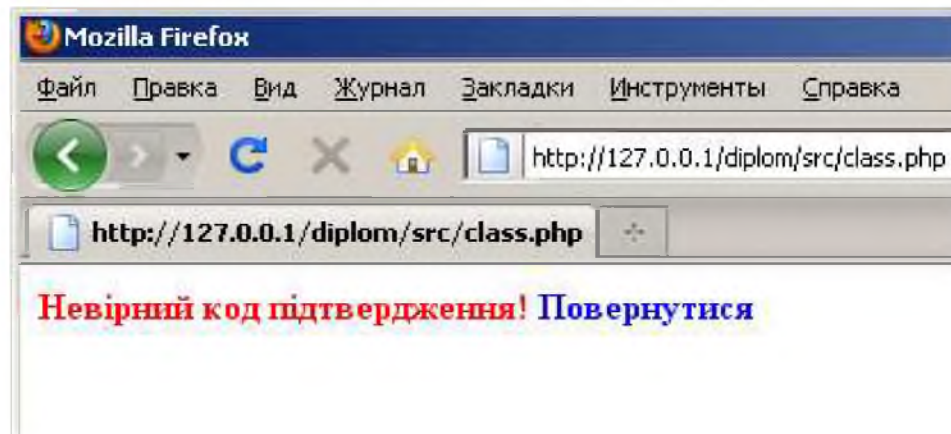 Mozilla Firefox
Файл Правка Вид Журнал Закладки Инструменты Справка
http://127.0.0.1/diplom/src/class.php
http://127.0.0.1/diplom/src/class.php
Невірний код підтвердження! Повернутися